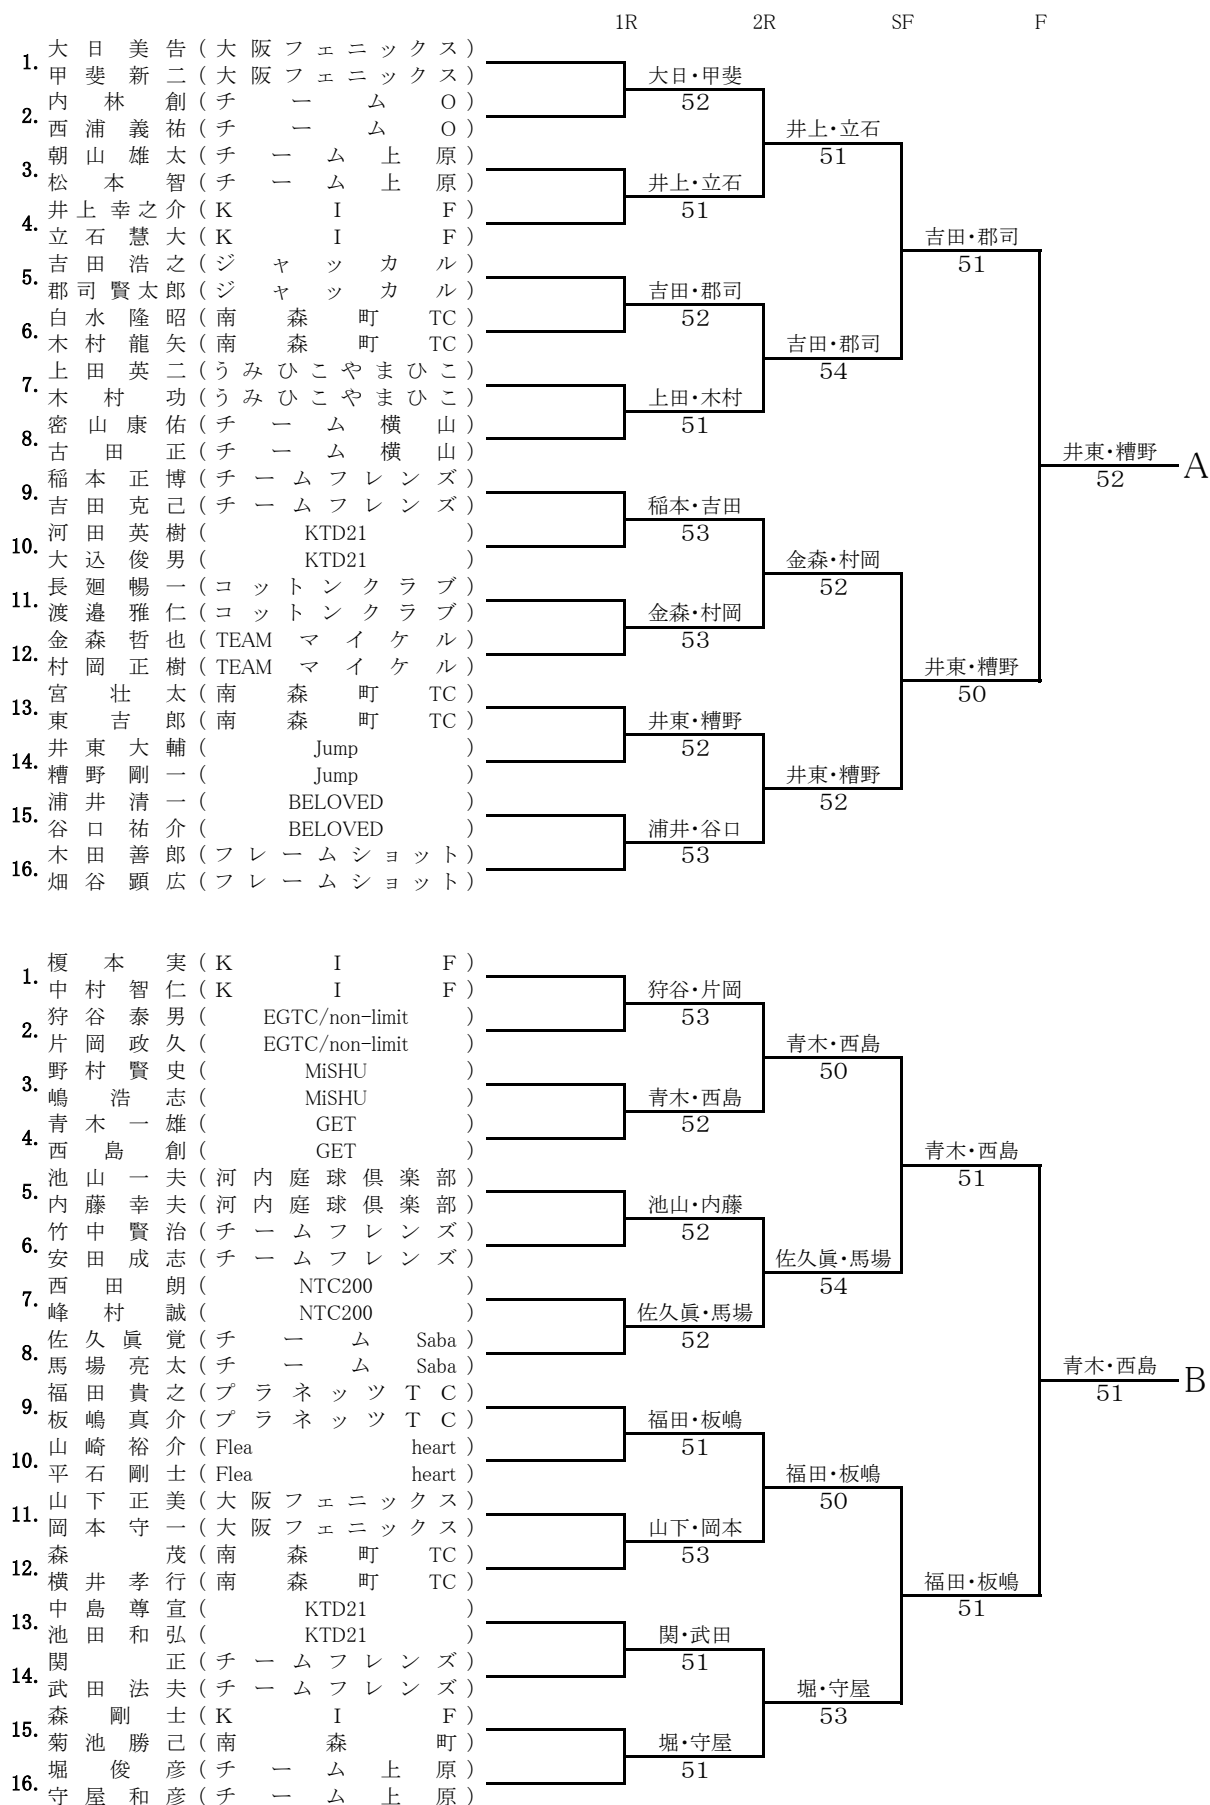 1R 2R SF F
1.
大日美告(大阪フェニックス)
甲斐新二(大阪フェニックス)
2.
内林創(チームO)
西浦義祐(チームO)
3.
朝山雄太(チーム上原)
松本智(チーム上原)
4.
井上幸之介(KIF)
立石慧大(KIF)
5.
吉田浩之(ジャッカル)
郡司賢太郎(ジャッカル)
6.
白水隆昭(南森町TC)
木村龍矢(南森町TC)
7.
上田英二(うみひこやまひこ)
木村功(うみひこやまひこ)
8.
密山康佑(チーム横山)
古田正(チーム横山)
9.
稲本正博(チームフレンズ)
吉田克己(チームフレンズ)
10.
河田英樹(KTD21)
大込俊男(KTD21)
11.
長廻暢一(コットンクラブ)
渡邉雅仁(コットンクラブ)
12.
金森哲也(TEAMマイケル)
村岡正樹(TEAMマイケル)
13.
宮壮太(南森町TC)
東吉郎(南森町TC)
14.
井東大輔(Jump)
糟野剛一(Jump)
15.
浦井清一(BELOVED)
谷口祐介(BELOVED)
16.
木田善郎(フレームショット)
畑谷顕広(フレームショット)
大日・甲斐
52
井上・立石
51
吉田・郡司
52
上田・木村
51
稲本・吉田
53
金森・村岡
53
井東・糟野
52
浦井・谷口
53
井上・立石
51
吉田・郡司
54
金森・村岡
52
井東・糟野
52
吉田・郡司
51
井東・糟野
50
井東・糟野
52
A
1.
榎本実(KIF)
中村智仁(KIF)
2.
狩谷泰男(EGTC/non-limit)
片岡政久(EGTC/non-limit)
3.
野村賢史(MiSHU)
嶋浩志(MiSHU)
4.
青木一雄(GET)
西島創(GET)
5.
池山一夫(河内庭球倶楽部)
内藤幸夫(河内庭球倶楽部)
6.
竹中賢治(チームフレンズ)
安田成志(チームフレンズ)
7.
西田朗(NTC200)
峰村誠(NTC200)
8.
佐久眞覚(チームSaba)
馬場亮太(チームSaba)
9.
福田貴之(プラネッツTC)
板嶋真介(プラネッツTC)
10.
山崎裕介(Flea heart)
平石剛士(Flea heart)
11.
山下正美(大阪フェニックス)
岡本守一(大阪フェニックス)
12.
森茂(南森町TC)
横井孝行(南森町TC)
13.
中島尊宣(KTD21)
池田和弘(KTD21)
14.
関正(チームフレンズ)
武田法夫(チームフレンズ)
15.
森剛士(KIF)
菊池勝己(南森町)
16.
堀俊彦(チーム上原)
守屋和彦(チーム上原)
狩谷・片岡
53
青木・西島
52
池山・内藤
52
佐久眞・馬場
52
福田・板嶋
51
山下・岡本
53
関・武田
51
堀・守屋
51
青木・西島
50
佐久眞・馬場
54
福田・板嶋
50
堀・守屋
53
青木・西島
51
福田・板嶋
51
青木・西島
51
B